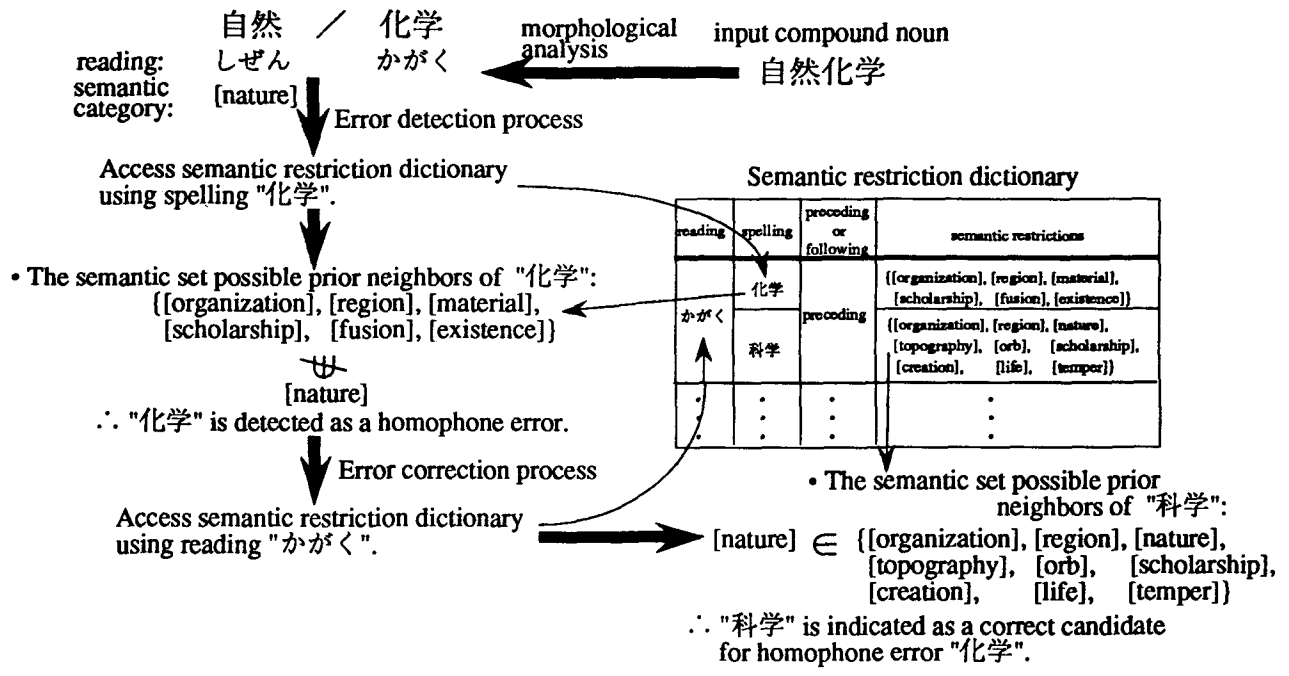 自然 / 化学
reading: しぜん かがく
semantic category: [nature]
morphological analysis
input compound noun
自然化学
Error detection process
Access semantic restriction dictionary
using spelling "化学".
• The semantic set possible prior neighbors of "化学":
{[organization], [region], [material],
[scholarship], [fusion], [existence]}
∌
[nature]
∴ "化学" is detected as a homophone error.
Error correction process
Access semantic restriction dictionary
using reading "かがく".
Semantic restriction dictionary
reading spelling preceding or following semantic restrictions
かがく
化学
preceding
{[organization], [region], [material],
[scholarship], [fusion], [existence]}
科学
{[organization], [region], [nature],
[topography], [orb], [scholarship],
[creation], [life], [temper]}
• The semantic set possible prior
neighbors of "科学":
[nature] ∈ {[organization], [region], [nature],
[topography], [orb], [scholarship],
[creation], [life], [temper]}
∴ "科学" is indicated as a correct candidate
for homophone error "化学".